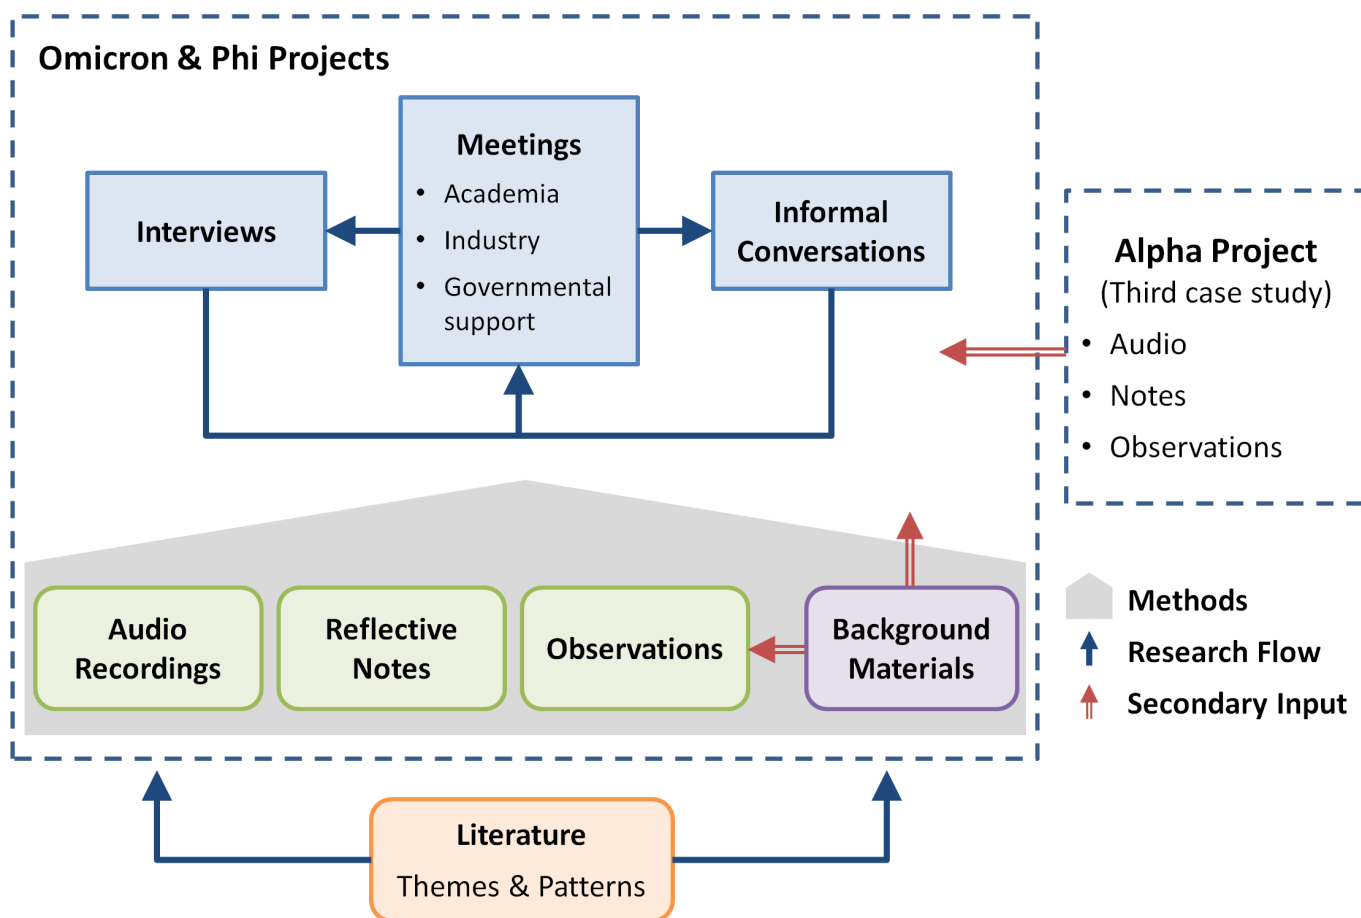 Omicron & Phi Projects
Meetings
• Academia
• Industry
• Governmental
support
Interviews
Informal
Conversations
Alpha Project
(Third case study)
• Audio
• Notes
• Observations
Audio
Recordings
Reflective
Notes
Observations
Background
Materials
Methods
Research Flow
Secondary Input
Literature
Themes & Patterns